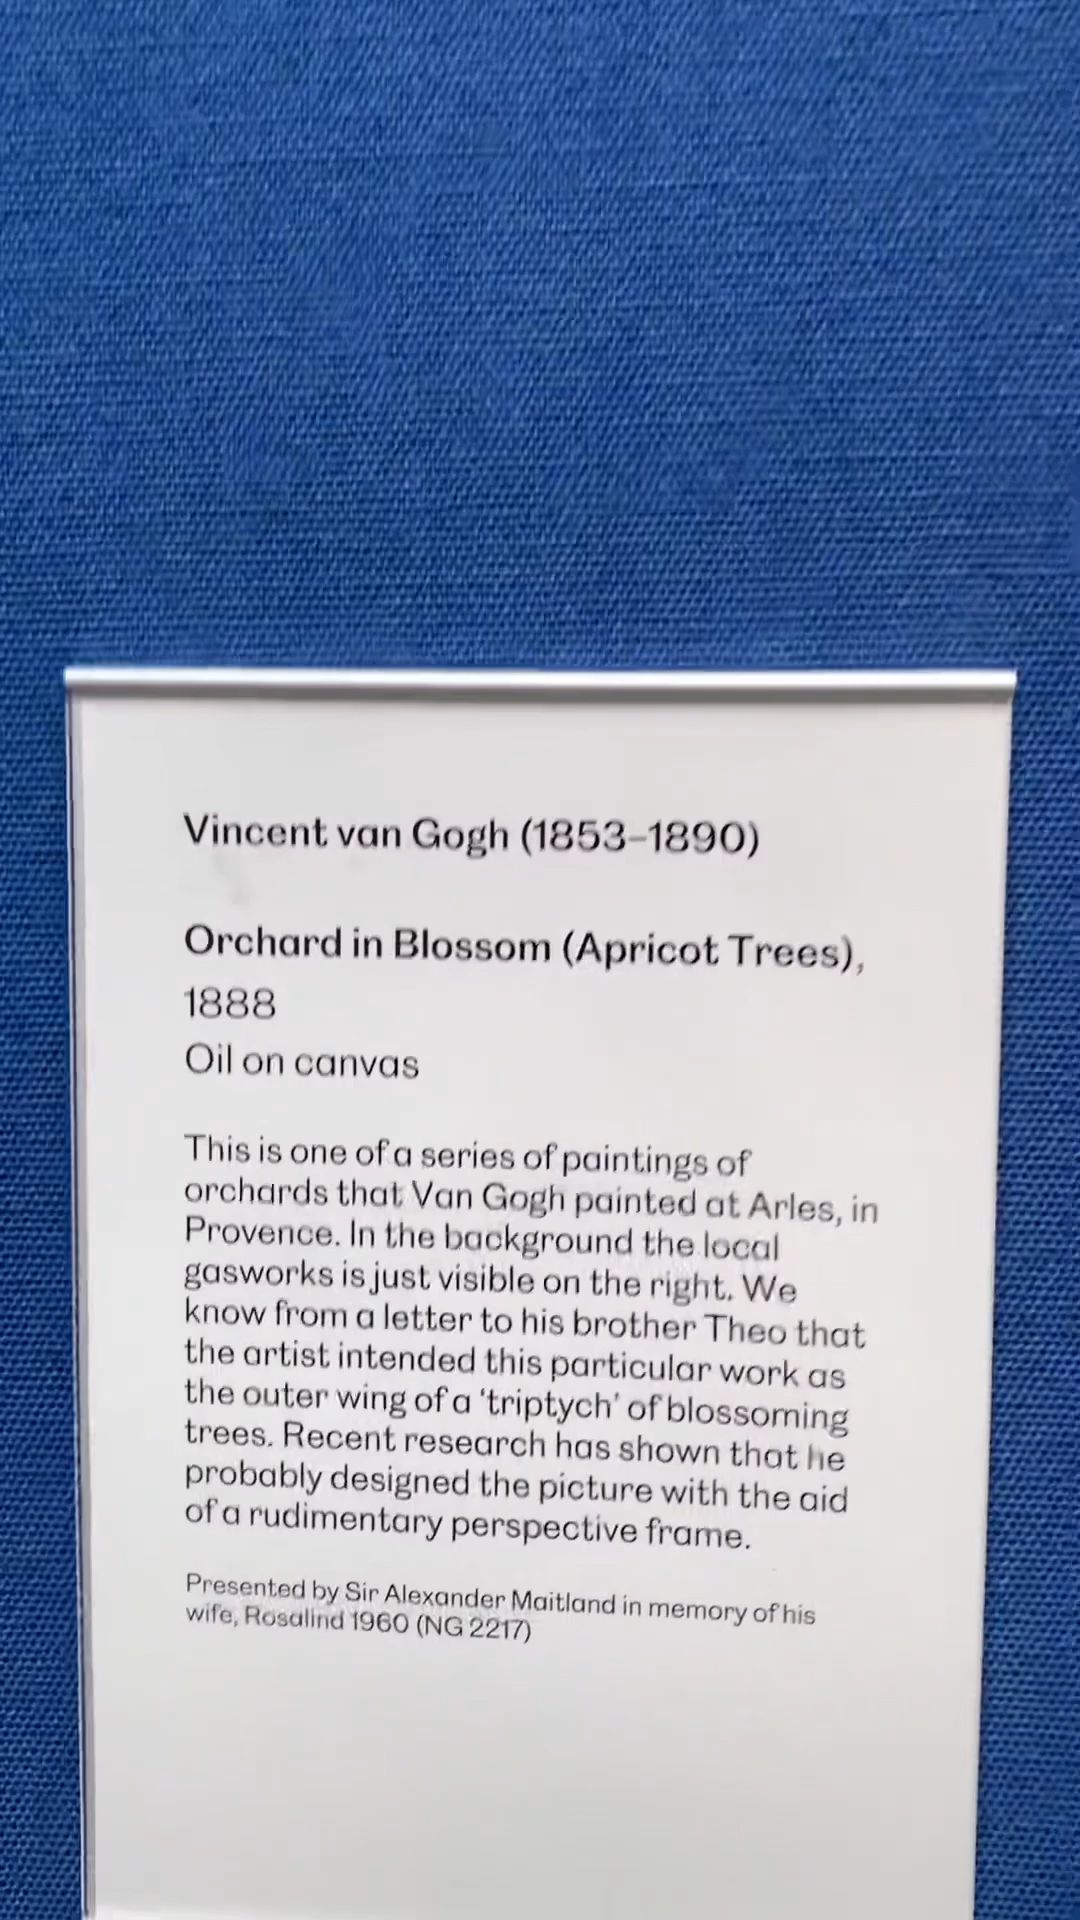 Vincent van Gogh (1853–1890)
Orchard in Blossom (Apricot Trees),
1888
Oil on canvas
This is one of a series of paintings of
orchards that Van Gogh painted at Arles, in
Provence. In the background the local
gasworks is just visible on the right. We
know from a letter to his brother Theo that
the artist intended this particular work as
the outer wing of a ‘triptych’ of blossoming
trees. Recent research has shown that he
probably designed the picture with the aid
of a rudimentary perspective frame.
Presented by Sir Alexander Maitland in memory of his
wife, Rosalind 1960 (NG 2217)